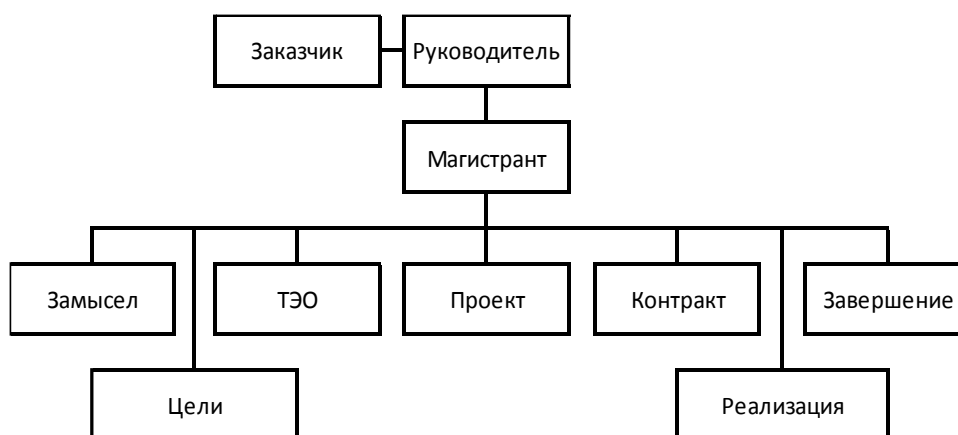 Заказчик
Руководитель
Магистрант
Замысел
ТЭО
Проект
Контракт
Завершение
Цели
Реализация